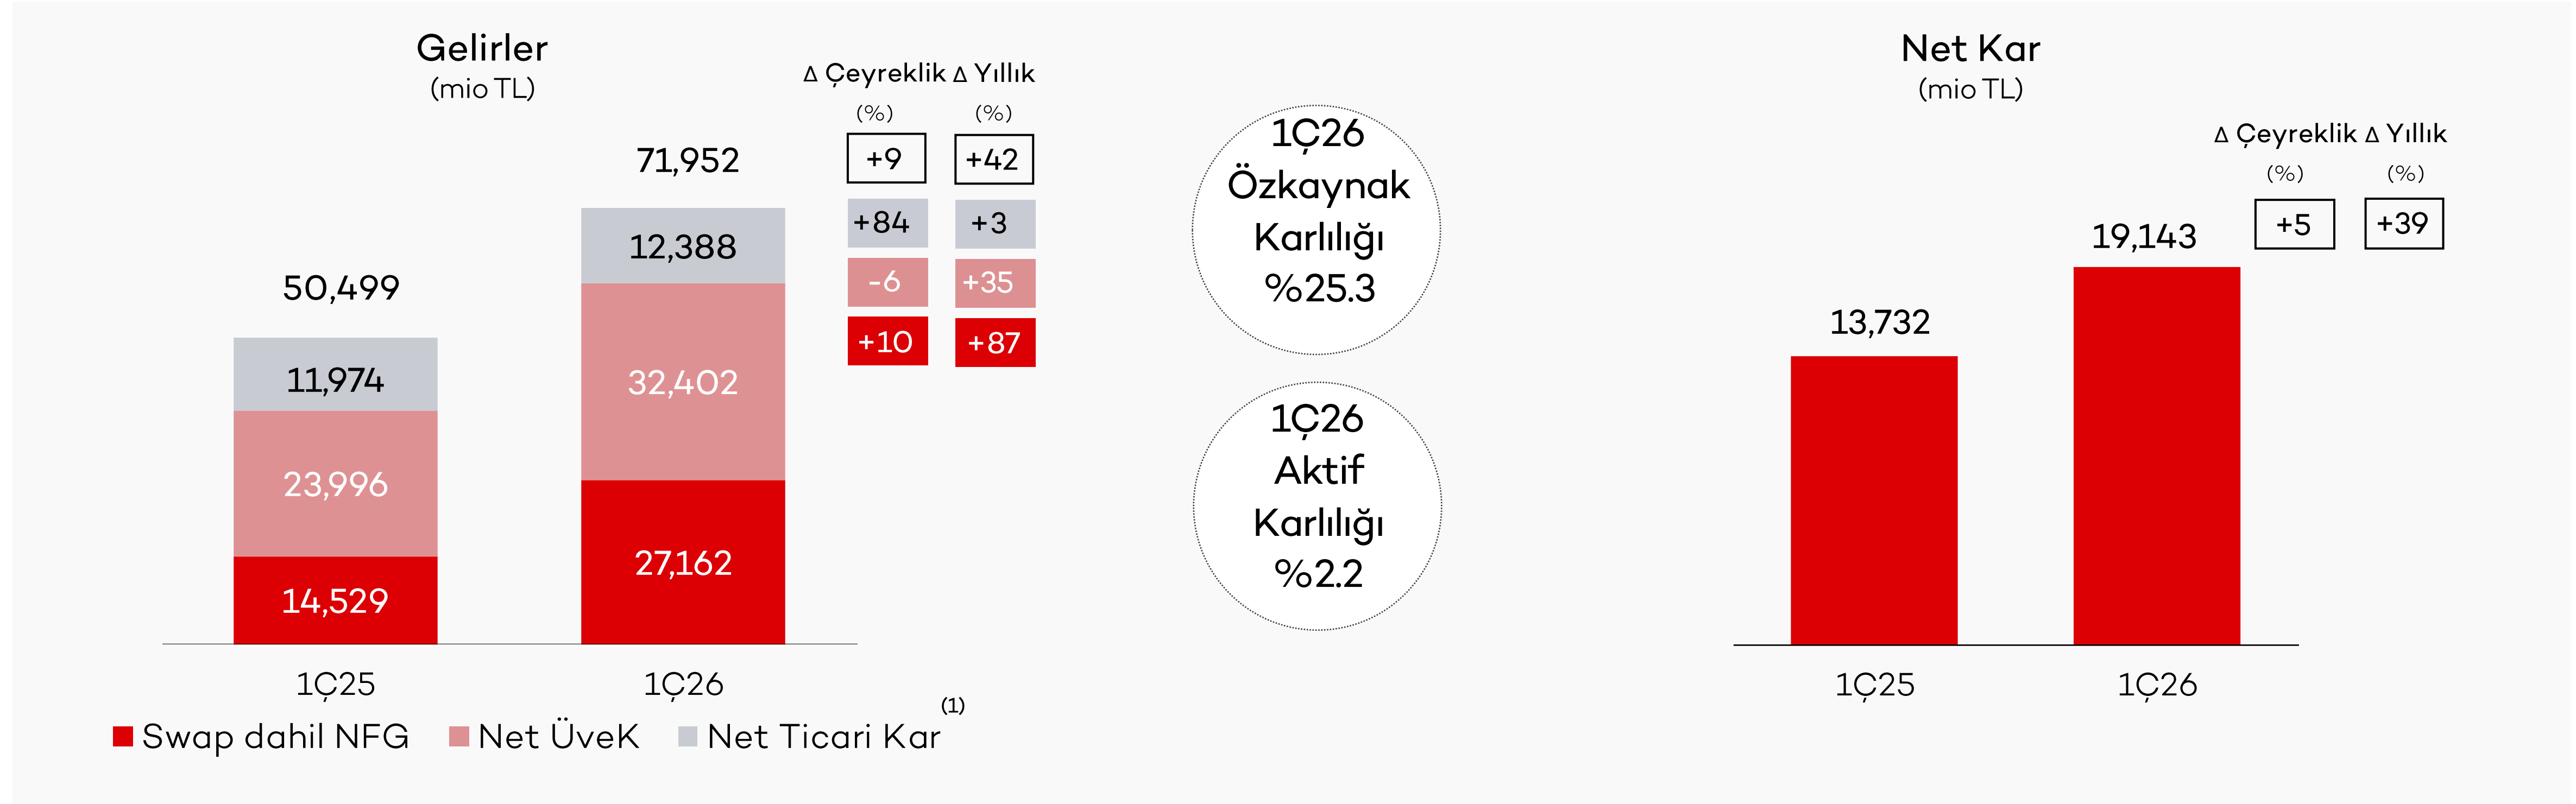 Gelirler
(mio TL)
Δ Çeyreklik Δ Yıllık
(%) (%)
+9 +42
+84 +3
-6 +35
+10 +87
50,499
11,974
23,996
14,529
71,952
12,388
32,402
27,162
1Ç25 1Ç26
Swap dahil NFG Net ÜveK Net Ticari Kar (1)
1Ç26
Özkaynak
Karlılığı
%25.3
1Ç26
Aktif
Karlılığı
%2.2
Net Kar
(mio TL)
Δ Çeyreklik Δ Yıllık
(%) (%)
+5 +39
13,732
19,143
1Ç25 1Ç26